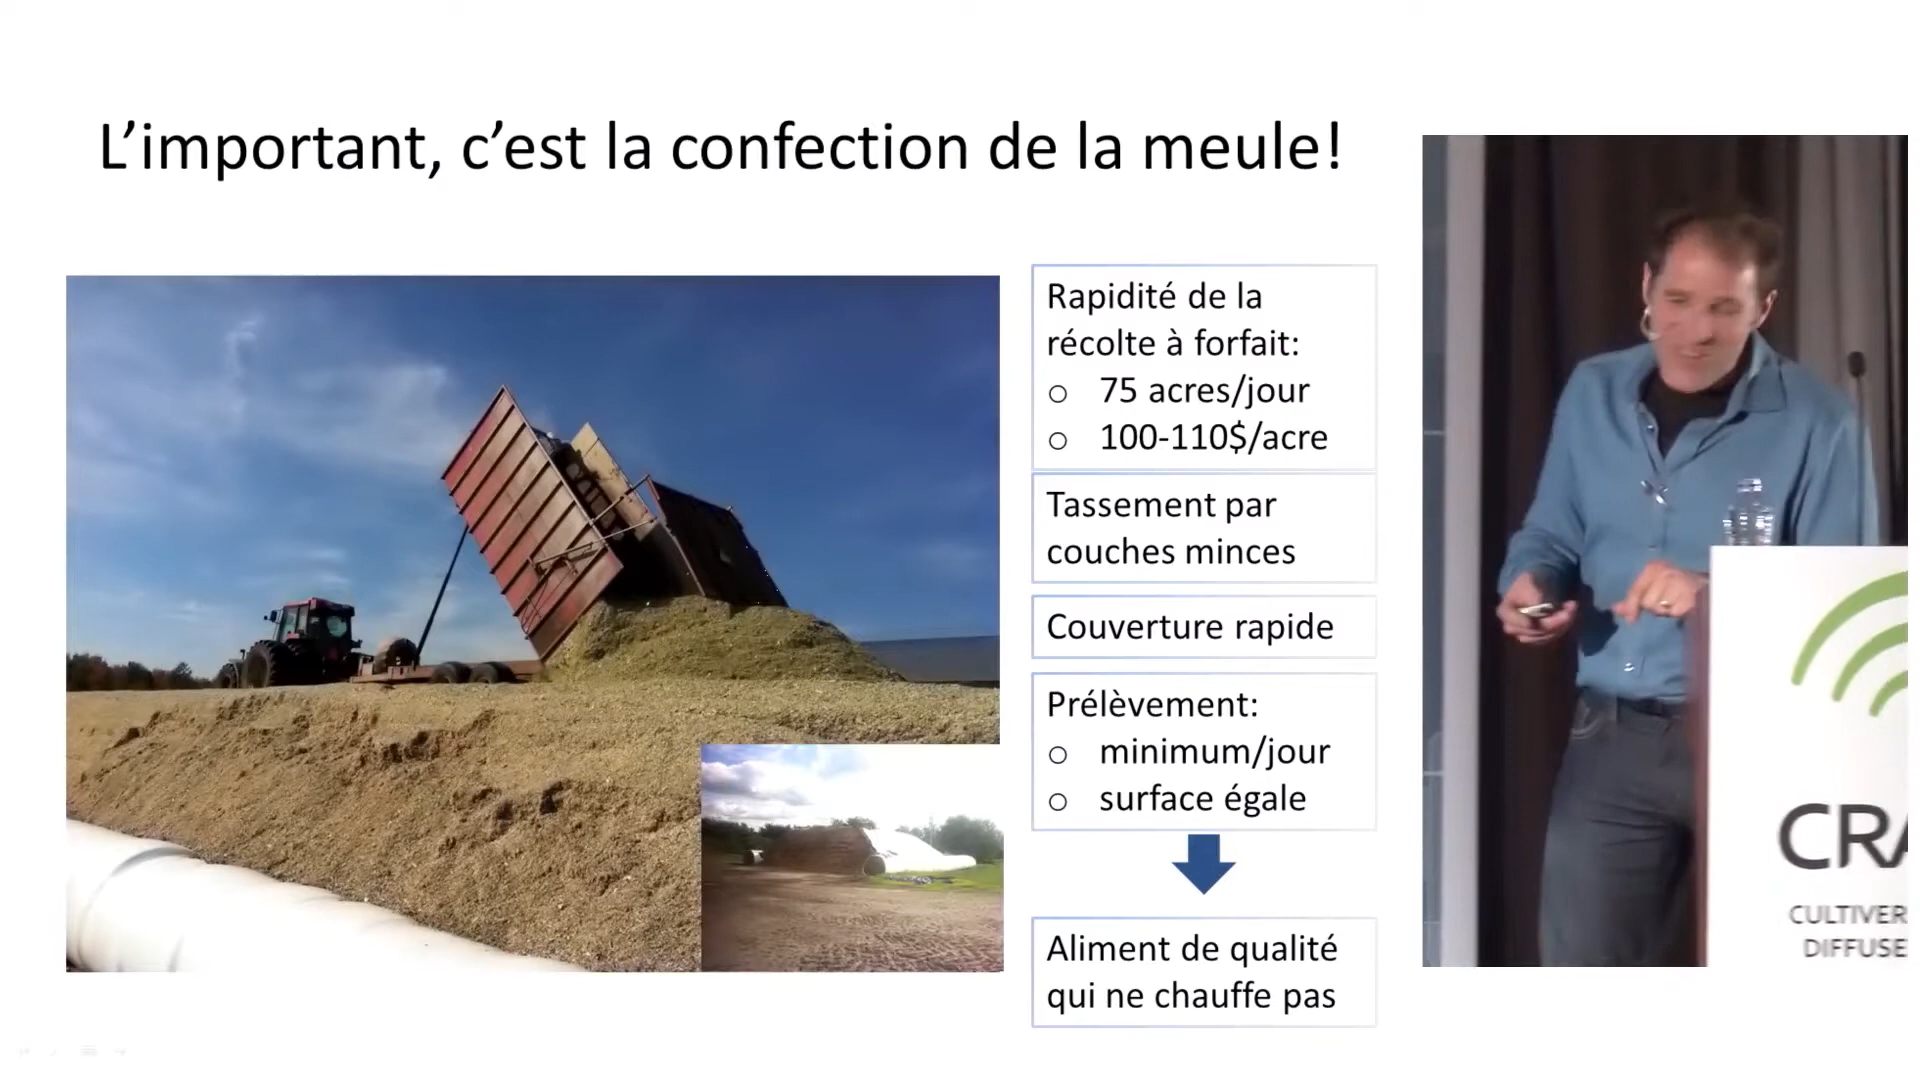 L’important, c’est la confection de la meule!
Rapidité de la
récolte à forfait:
o 75 acres/jour
o 100-110$/acre
Tassement par
couches minces
Couverture rapide
Prélèvement:
o minimum/jour
o surface égale
Aliment de qualité
qui ne chauffe pas
CRA
CULTIVER
DIFFUSE